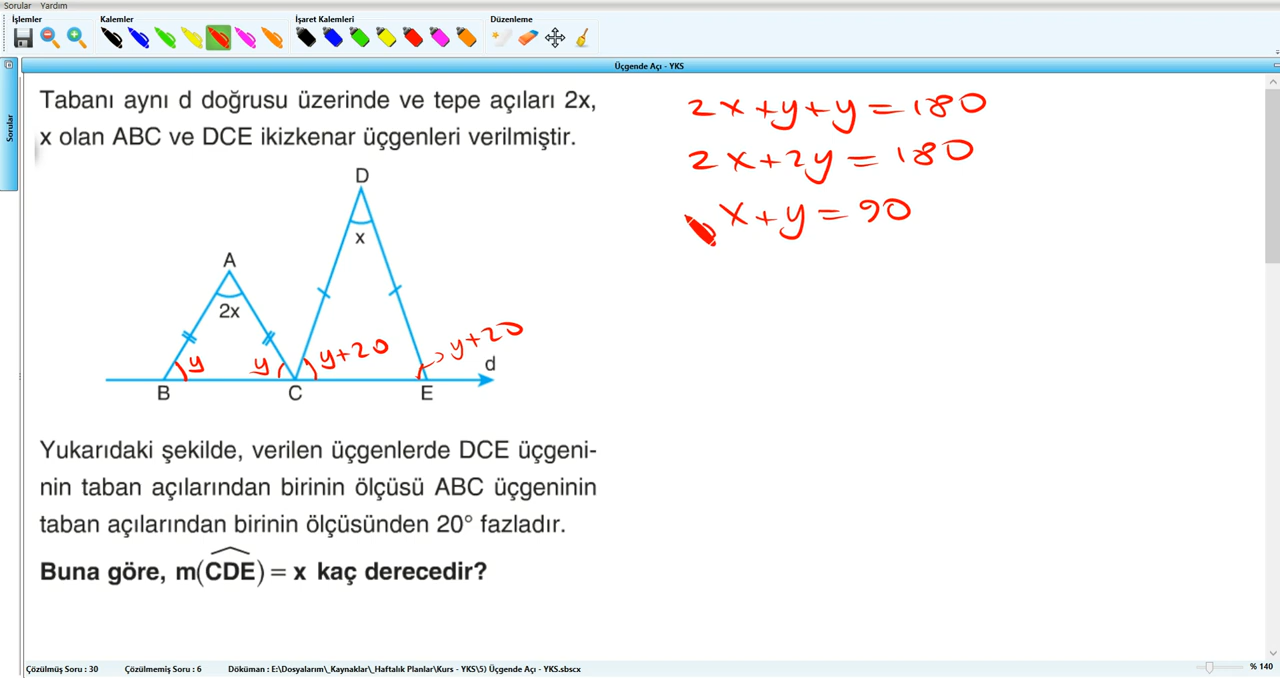 Sorular Yardım
İşlemler Kalemler İşaret Kalemleri Düzenleme
Üçgende Açı - YKS
Sorular
Tabanı aynı d doğrusu üzerinde ve tepe açıları 2x,
x olan ABC ve DCE ikizkenar üçgenleri verilmiştir.
D
x
A
2x
y
y
y+20
y+20
d
B
C
E
2x+y+y=180
2x+2y=180
x+y=90
Yukarıdaki şekilde, verilen üçgenlerde DCE üçgeni-
nin taban açılarından birinin ölçüsü ABC üçgeninin
taban açılarından birinin ölçüsünden 20° fazladır.
Buna göre, m(CDE) = x kaç derecedir?
Çözülmüş Soru : 30 Çözülmemiş Soru : 6 Döküman : E:\Dosyalarım\_Kaynaklar\_Haftalık Planlar\Kurs - YKS\5) Üçgende Açı - YKS.sbscx % 140